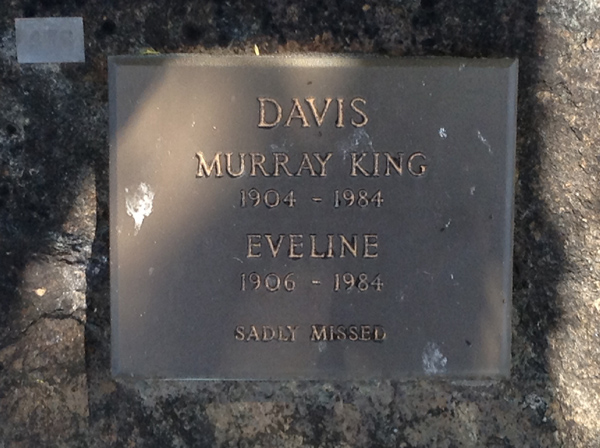 DAVIS
MURRAY KING
1904 - 1984
EVELINE
1906 - 1984
SADLY MISSED